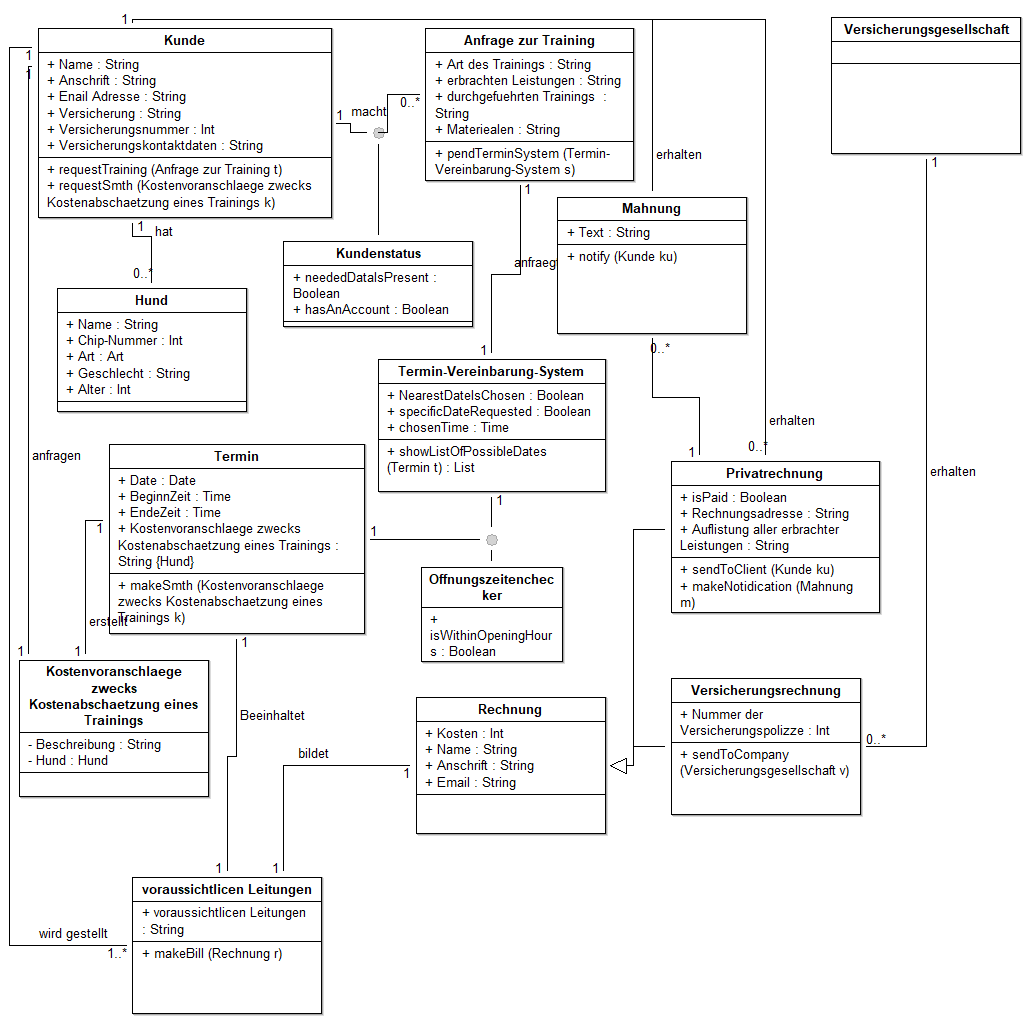 1
Kunde
+ Name : String
+ Anschrift : String
+ Email Adresse : String
+ Versicherung : String
+ Versicherungsnummer : Int
+ Versicherungskontaktdaten : String
+ requestTraining (Anfrage zur Training t)
+ requestSmth (Kostenvoranschlaege zwecks
Kostenabschaetzung eines Trainings k)
1
1
1
macht
0..*
Anfrage zur Training
+ Art des Trainings : String
+ erbrachten Leistungen : String
+ durchgefuehrten Trainings :
String
+ Materiealen : String
+ pendTerminSystem (Termin-
Vereinbarung-System s)
1
erhalten
Versicherungsgesellschaft
1
1
hat
0..*
Hund
+ Name : String
+ Chip-Nummer : Int
+ Art : Art
+ Geschlecht : String
+ Alter : Int
Kundenstatus
+ neededDataIsPresent :
Boolean
+ hasAnAccount : Boolean
anfraegt
Mahnung
+ Text : String
+ notify (Kunde ku)
0..*
1
1
Termin-Vereinbarung-System
+ NearestDateIsChosen : Boolean
+ specificDateRequested : Boolean
+ chosenTime : Time
+ showListOfPossibleDates
(Termin t) : List
1
erhalten
0..*
Privatrechnung
+ isPaid : Boolean
+ Rechnungsadresse : String
+ Auflistung aller erbrachter
Leistungen : String
+ sendToClient (Kunde ku)
+ makeNotidication (Mahnung
m)
erhalten
anfragen
Termin
+ Date : Date
+ BeginnZeit : Time
+ EndeZeit : Time
+ Kostenvoranschlaege zwecks
Kostenabschaetzung eines Trainings :
String {Hund}
+ makeSmth (Kostenvoranschlaege
zwecks Kostenabschaetzung eines
Trainings k)
1
1
erstellt
1
1
1
Offnungszeitenchec
ker
+
isWithinOpeningHour
s : Boolean
Kostenvoranschlaege
zwecks
Kostenabschaetzung eines
Trainings
- Beschreibung : String
- Hund : Hund
Beeinhaltet
bildet
1
Rechnung
+ Kosten : Int
+ Name : String
+ Anschrift : String
+ Email : String
Versicherungsrechnung
+ Nummer der
Versicherungspolizze : Int
+ sendToCompany
(Versicherungsgesellschaft v)
0..*
1
1
voraussichtlicen Leitungen
+ voraussichtlicen Leitungen
: String
+ makeBill (Rechnung r)
wird gestellt
1..*